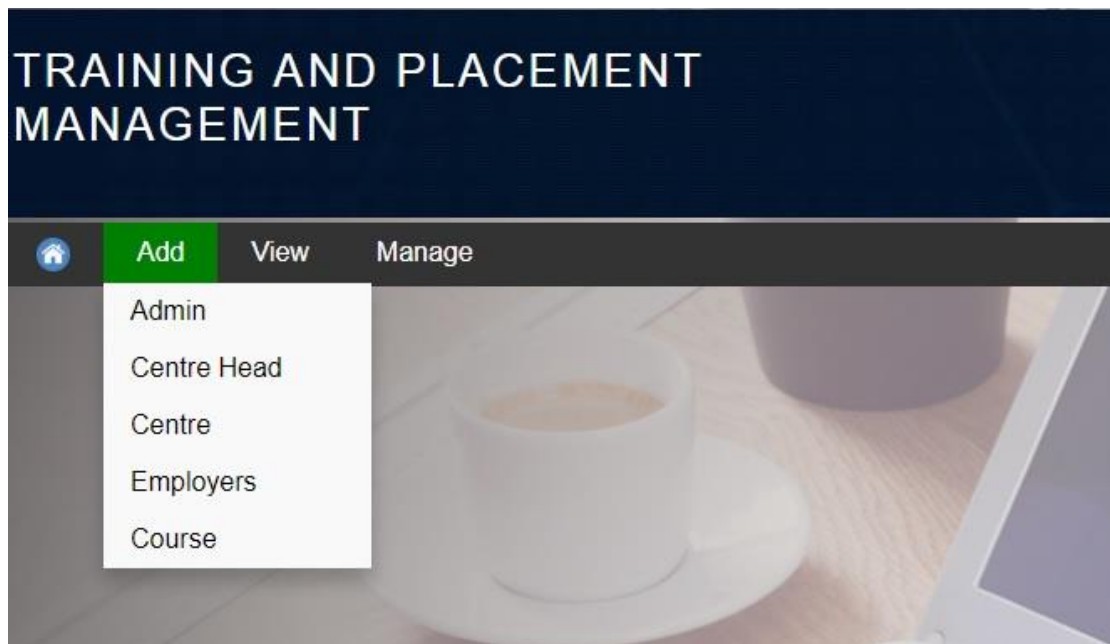 TRAINING AND PLACEMENT
MANAGEMENT
Add View Manage
Admin
Centre Head
Centre
Employers
Course